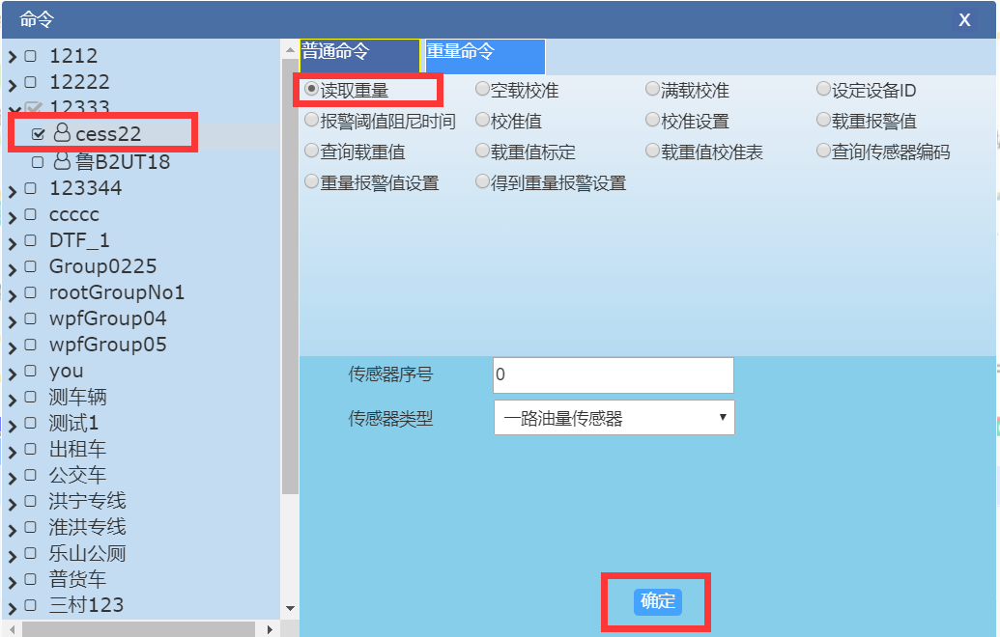 命令 X
普通命令 重量命令
1212
12222
12333
cess22
鲁B2UT18
123344
ccccc
DTF_1
Group0225
rootGroupNo1
wpfGroup04
wpfGroup05
you
测车辆
测试1
出租车
公交车
洪宁专线
淮洪专线
乐山公厕
普货车
三村123
读取重量 空载校准 满载校准 设定设备ID
报警阈值阻尼时间 校准值 校准设置 载重报警值
查询载重值 载重值标定 载重值校准表 查询传感器编码
重量报警值设置 得到重量报警设置
传感器序号 0
传感器类型 一路油量传感器
确定